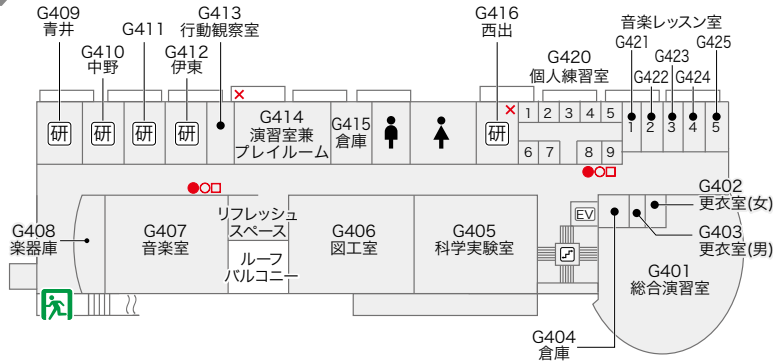 G409
青井
G410
中野
G411
G412
伊東
G413
行動観察室
G416
西出
G420
個人練習室
音楽レッスン室
G421
G422
G423
G424
G425
研
研
研
研
G414
演習室兼
プレイルーム
G415
倉庫
研
1 2 3 4 5
6 7 8 9
1 2 3 4 5
G408
楽器庫
G407
音楽室
リフレッシュ
スペース
ルーフ
バルコニー
G406
図工室
G405
科学実験室
EV
G402
更衣室(女)
G403
更衣室(男)
G401
総合演習室
G404
倉庫